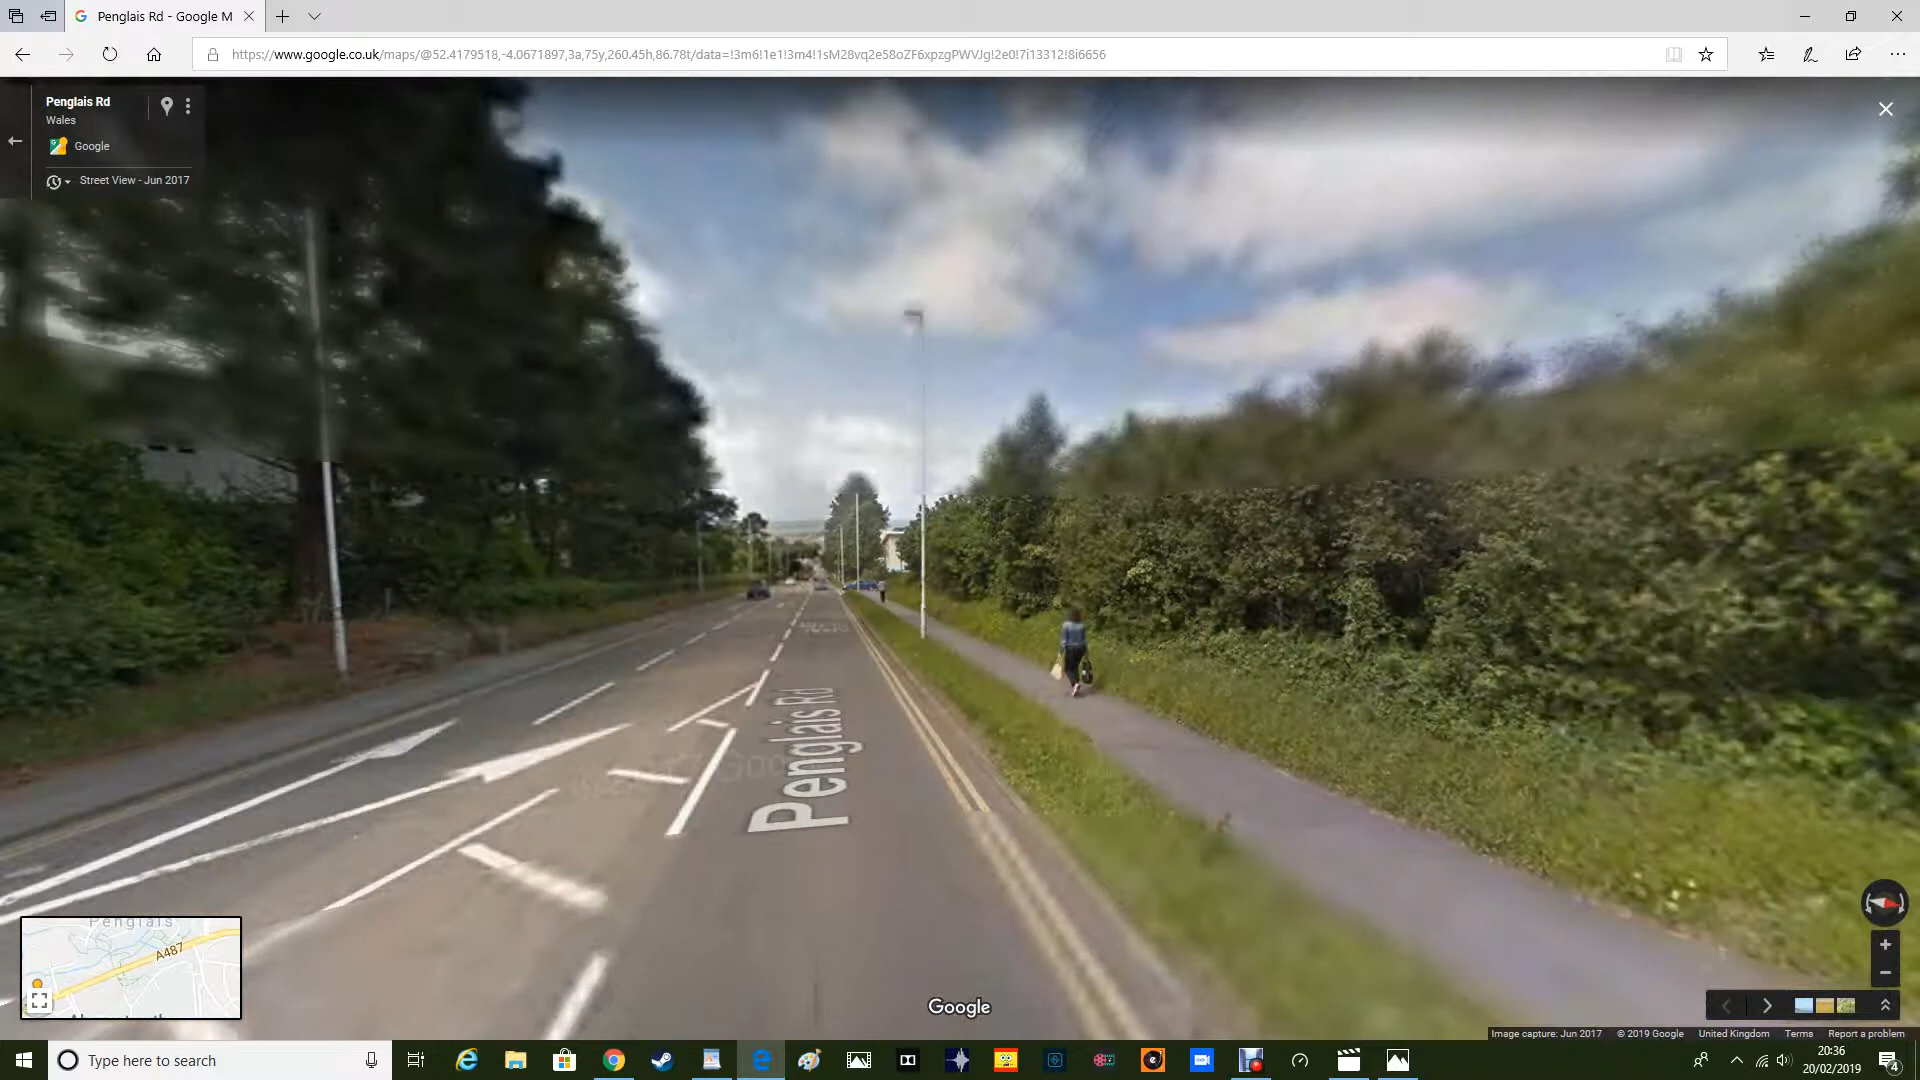 Penglais Rd - Google M
https://www.google.co.uk/maps/@52.4179518,-4.0671897,3a,75y,260.45h,86.78t/data=!3m6!1e1!3m4!1sM28vq2e58oZF6xpzgPWVJg!2e0!7i13312!8i6656
Penglais Rd
Wales
Google
Street View - Jun 2017
Penglais Rd
Penglais
A487
Google
Image capture: Jun 2017 © 2019 Google United Kingdom Terms Report a problem
Type here to search
20:36
20/02/2019
4